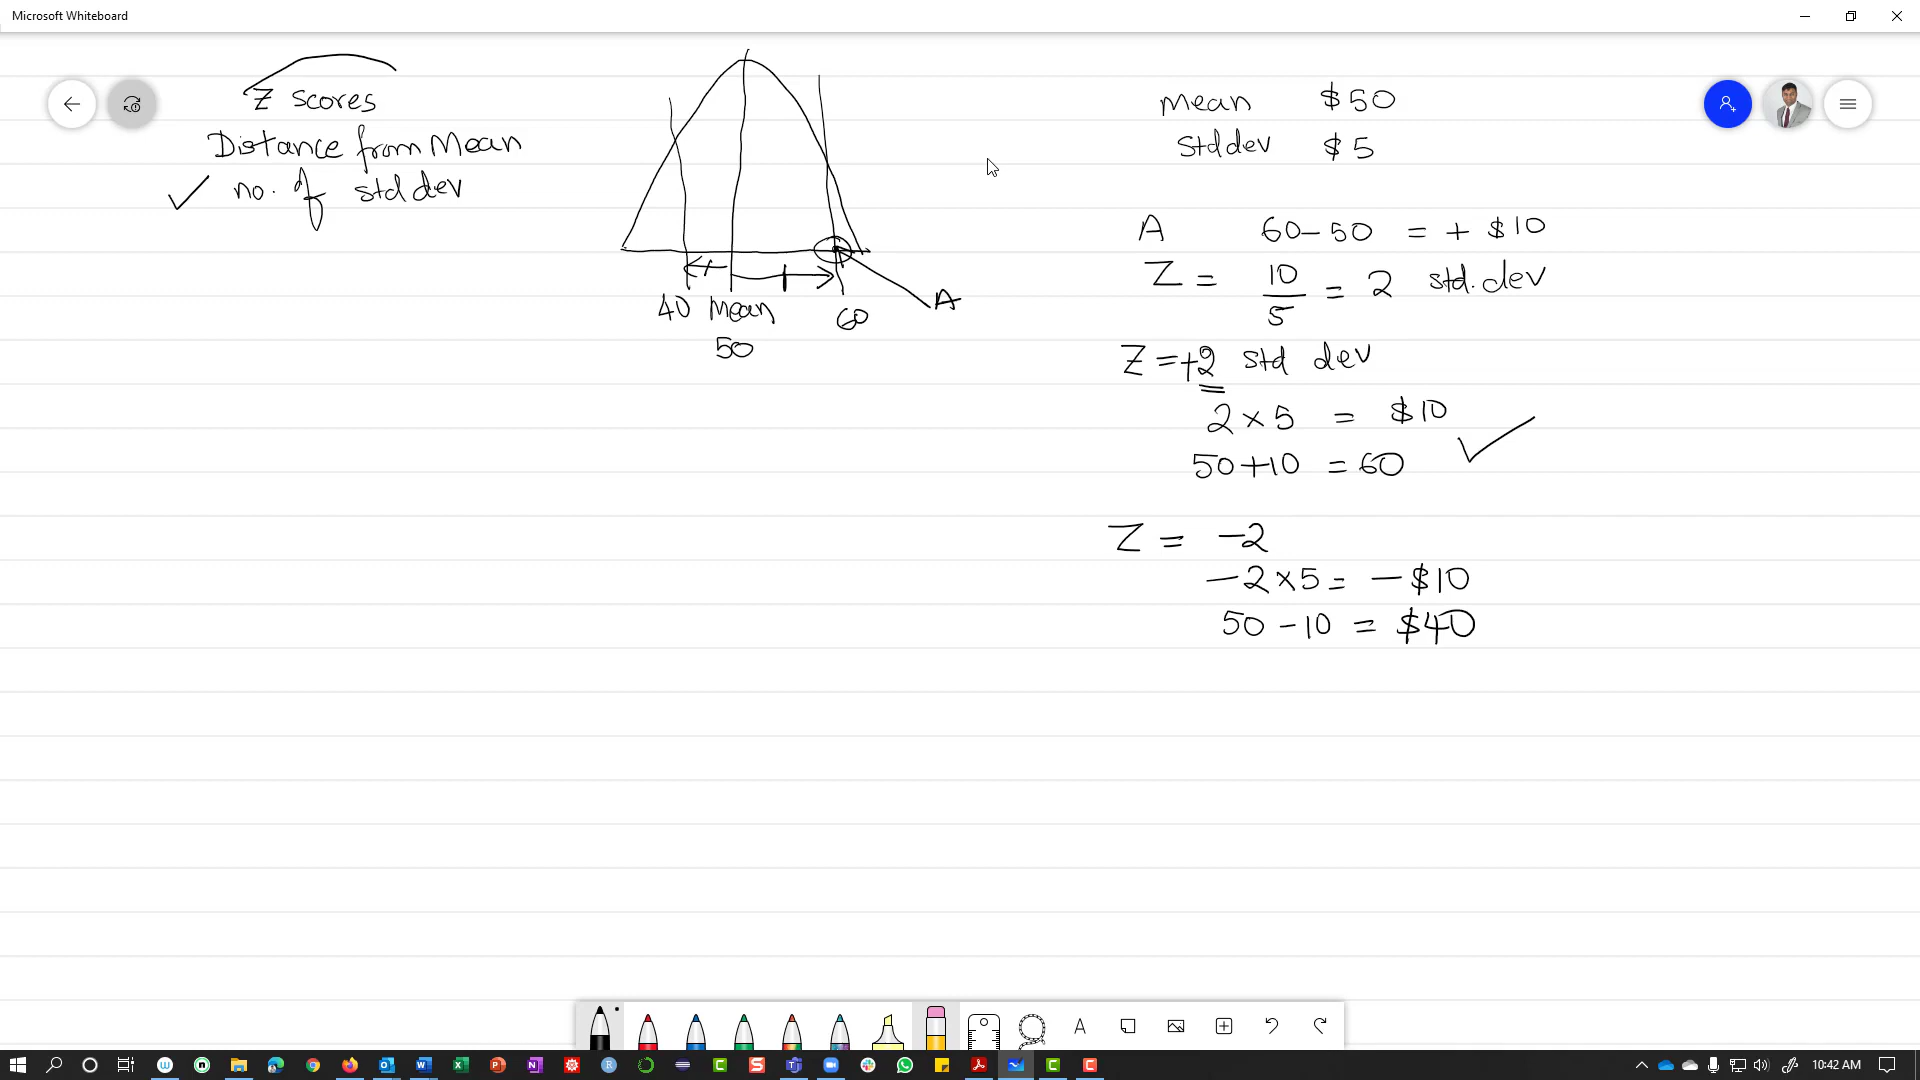 Microsoft Whiteboard
Z scores
Distance from Mean
✓ no. of std dev
40 Mean
50
60
A
mean $50
std dev $5
A 60-50 = + $10
Z = 10/5 = 2 std.dev
Z = +2 std dev
2 × 5 = $10
50+10 = 60 ✓
Z = -2
-2 × 5 = - $10
50 - 10 = $40
10:42 AM